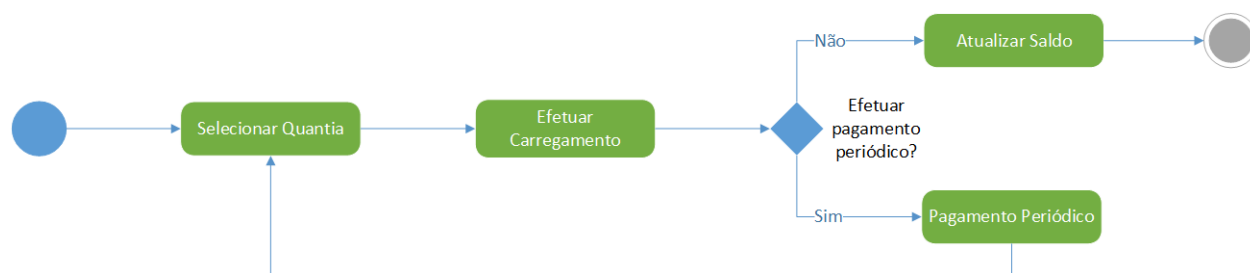 Não
Atualizar Saldo
Selecionar Quantia
Efetuar
Carregamento
Efetuar
pagamento
periódico?
Sim
Pagamento Periódico